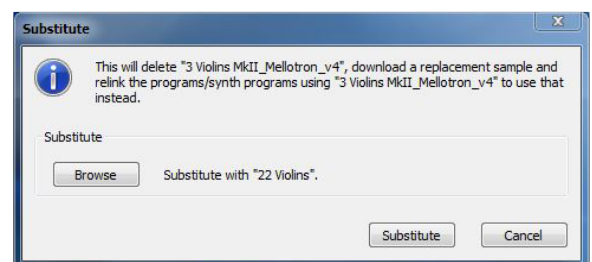 Substitute
This will delete "3 Violins MkII_Mellotron_v4", download a replacement sample and
relink the programs/synth programs using "3 Violins MkII_Mellotron_v4" to use that
instead.
Substitute
Browse Substitute with "22 Violins".
Substitute Cancel